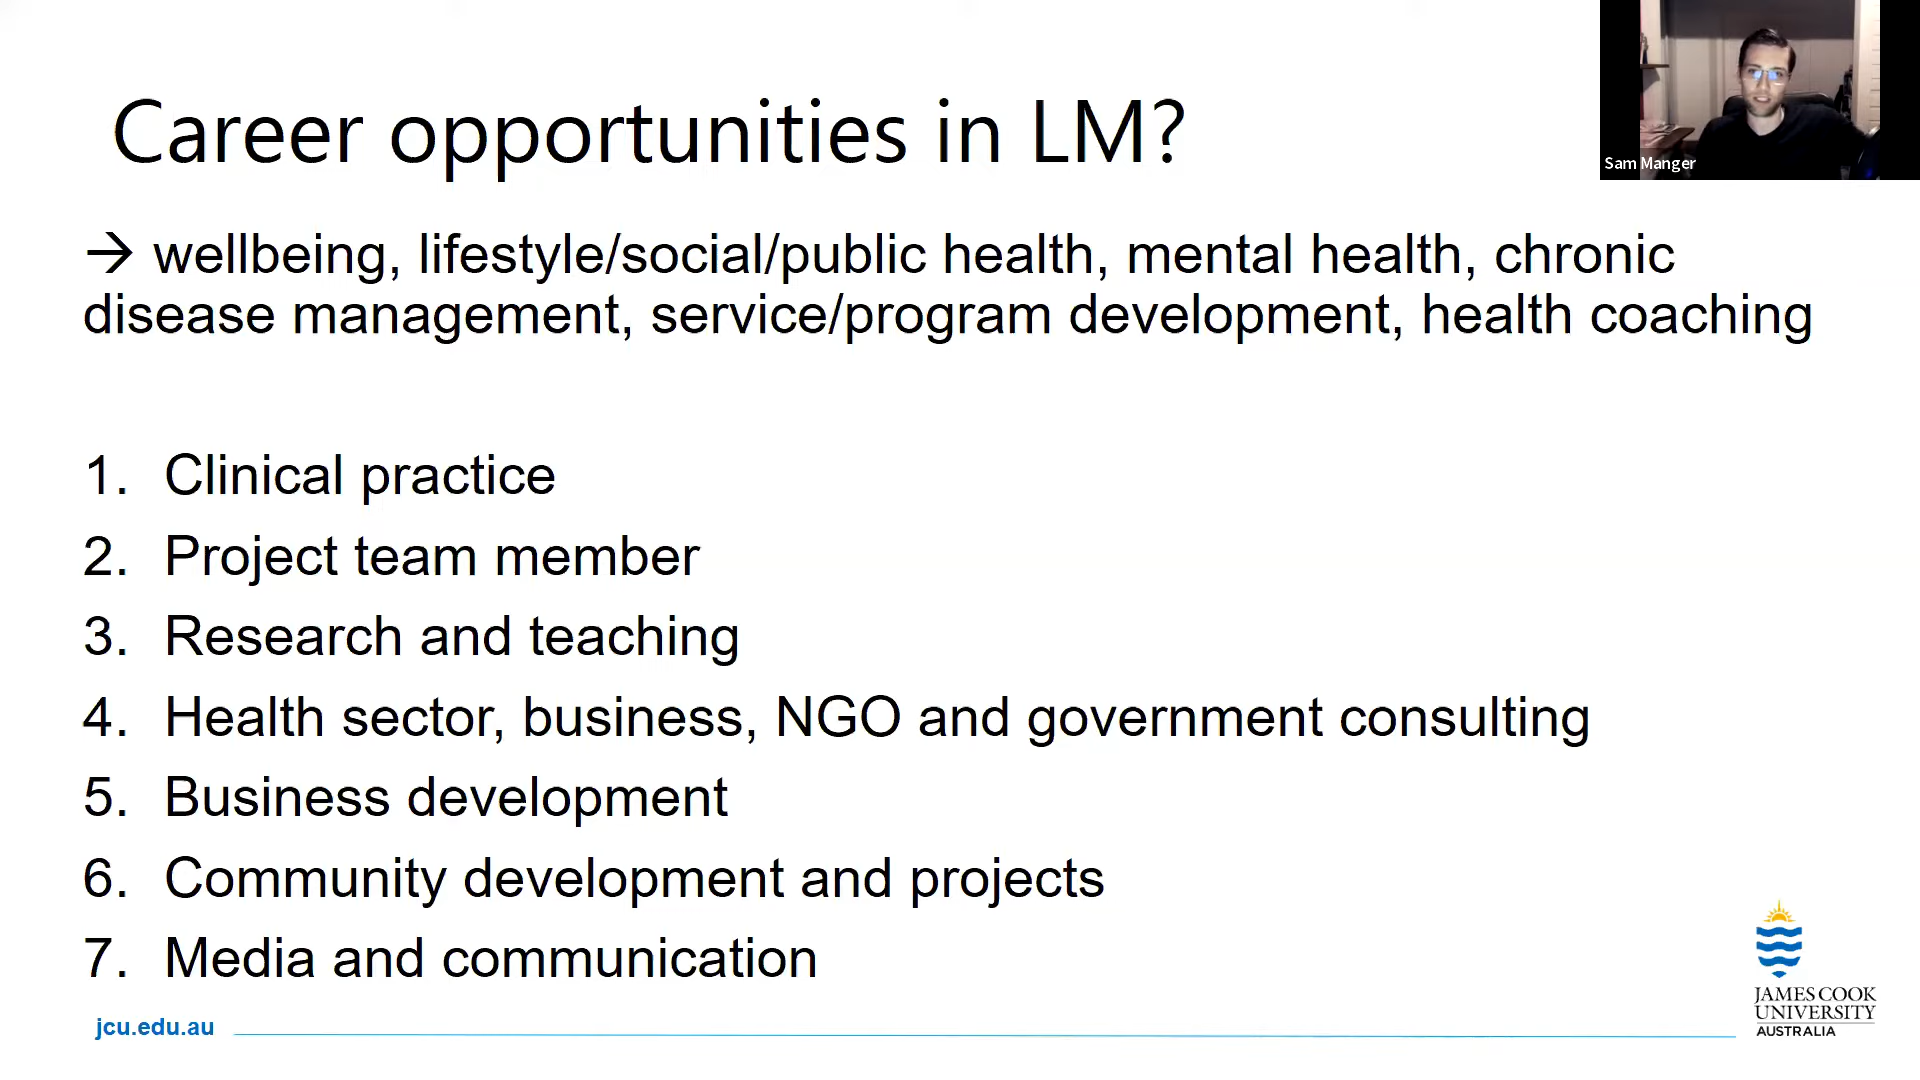 Career opportunities in LM?
Sam Manger
→ wellbeing, lifestyle/social/public health, mental health, chronic
disease management, service/program development, health coaching
1. Clinical practice
2. Project team member
3. Research and teaching
4. Health sector, business, NGO and government consulting
5. Business development
6. Community development and projects
7. Media and communication
jcu.edu.au
JAMES COOK
UNIVERSITY
AUSTRALIA